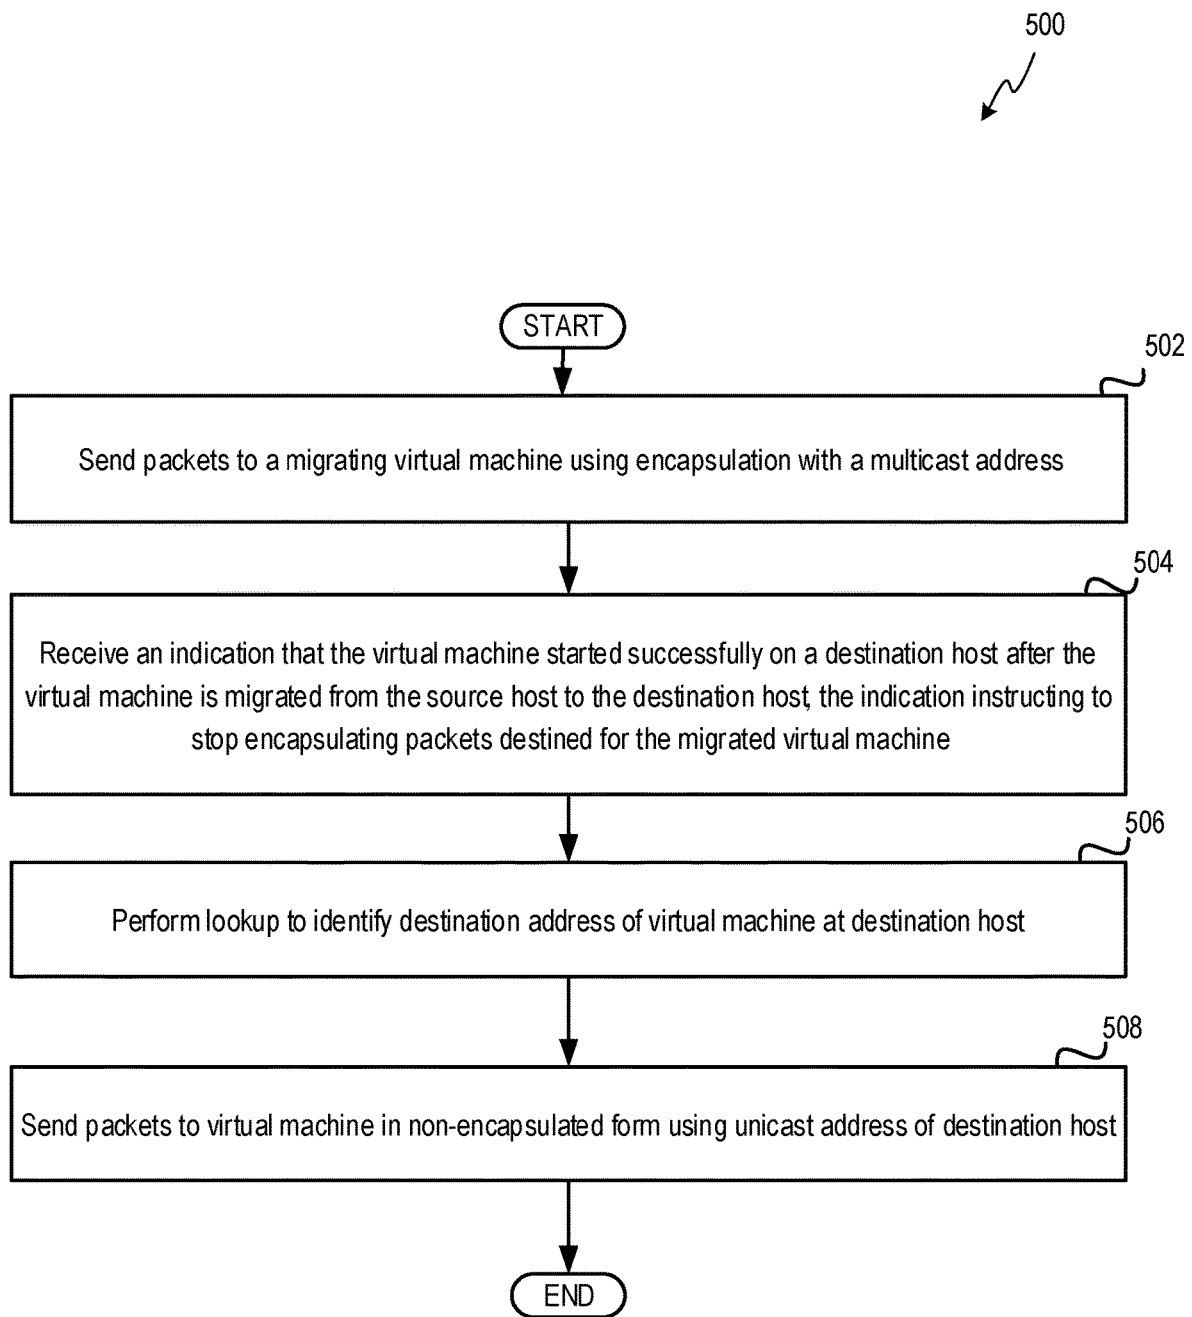 500
START
502
Send packets to a migrating virtual machine using encapsulation with a multicast address
504
Receive an indication that the virtual machine started successfully on a destination host after the
virtual machine is migrated from the source host to the destination host, the indication instructing to
stop encapsulating packets destined for the migrated virtual machine
506
Perform lookup to identify destination address of virtual machine at destination host
508
Send packets to virtual machine in non-encapsulated form using unicast address of destination host
END